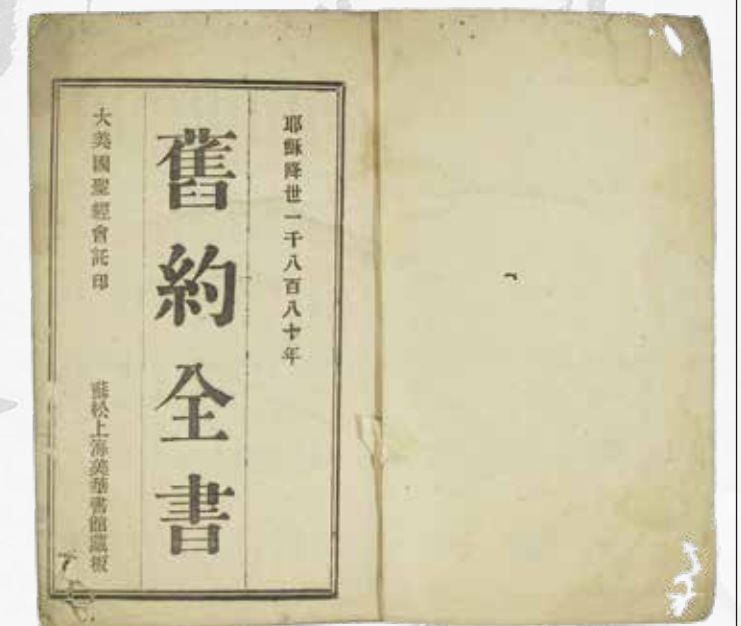 耶穌降世一千八百八十年
舊約全書
大美國聖經會託印
蘇松上海美華書館藏板